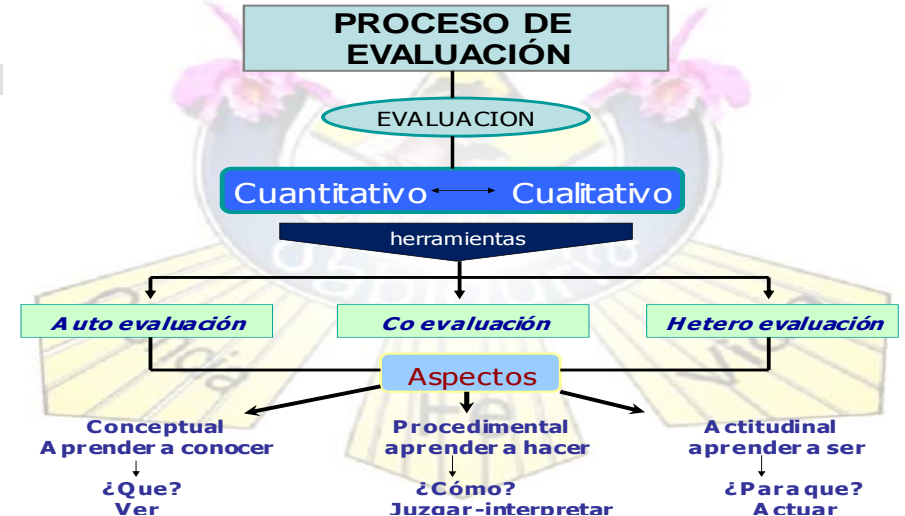 PROCESO DE
EVALUACIÓN
EVALUACION
Cuantitativo Cualitativo
herramientas
Auto evaluación Co evaluación Hetero evaluación
Aspectos
Conceptual Procedimental Actitudinal
Aprender a conocer aprender a hacer aprender a ser
¿Que? ¿Cómo? ¿Para que?
Ver Juzgar-interpretar Actuar